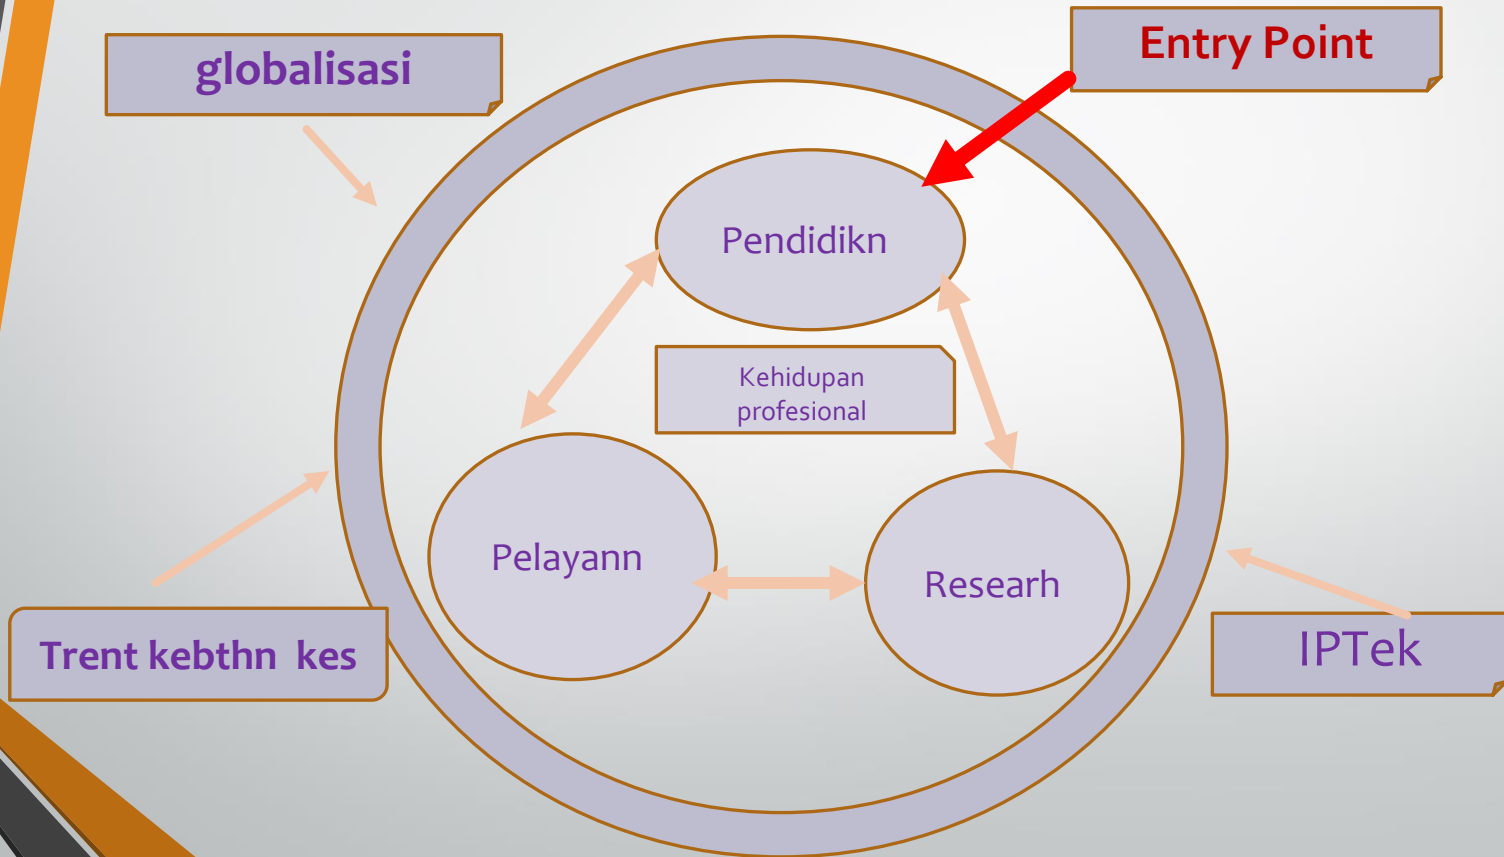 globalisasi
Entry Point
Pendidikn
Kehidupan
profesional
Pelayann
Researh
Trent kebthn  kes
IPTek